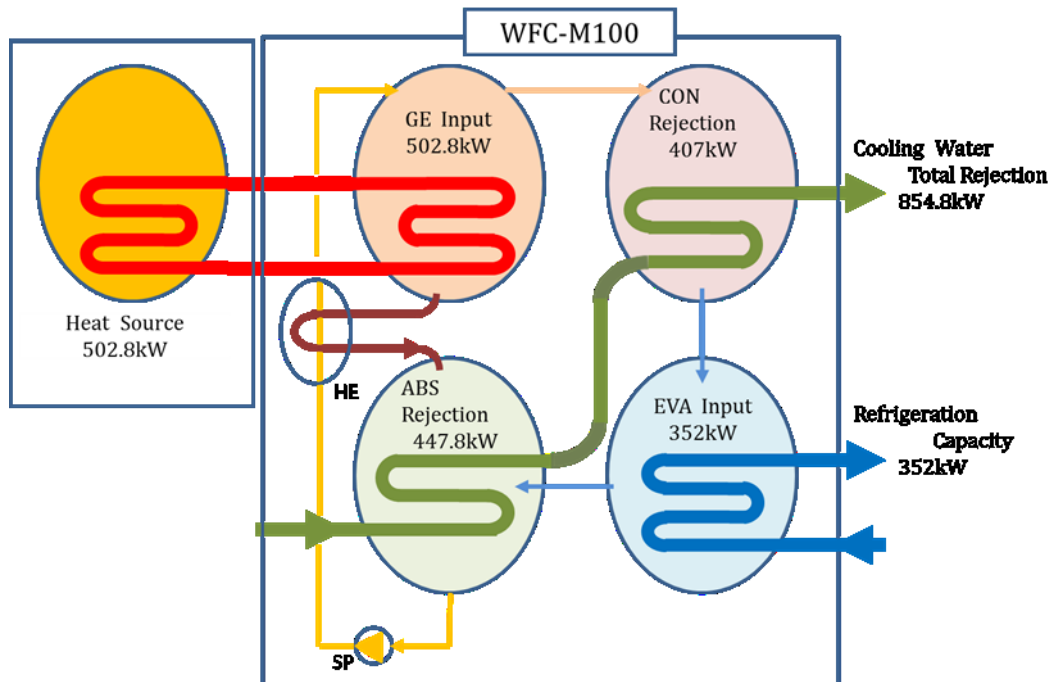 WFC-M100
GE Input
502.8kW
CON
Rejection
407kW
Cooling Water
Total Rejection
854.8kW
Heat Source
502.8kW
HE
ABS
Rejection
447.8kW
EVA Input
352kW
Refrigeration
Capacity
352kW
SP